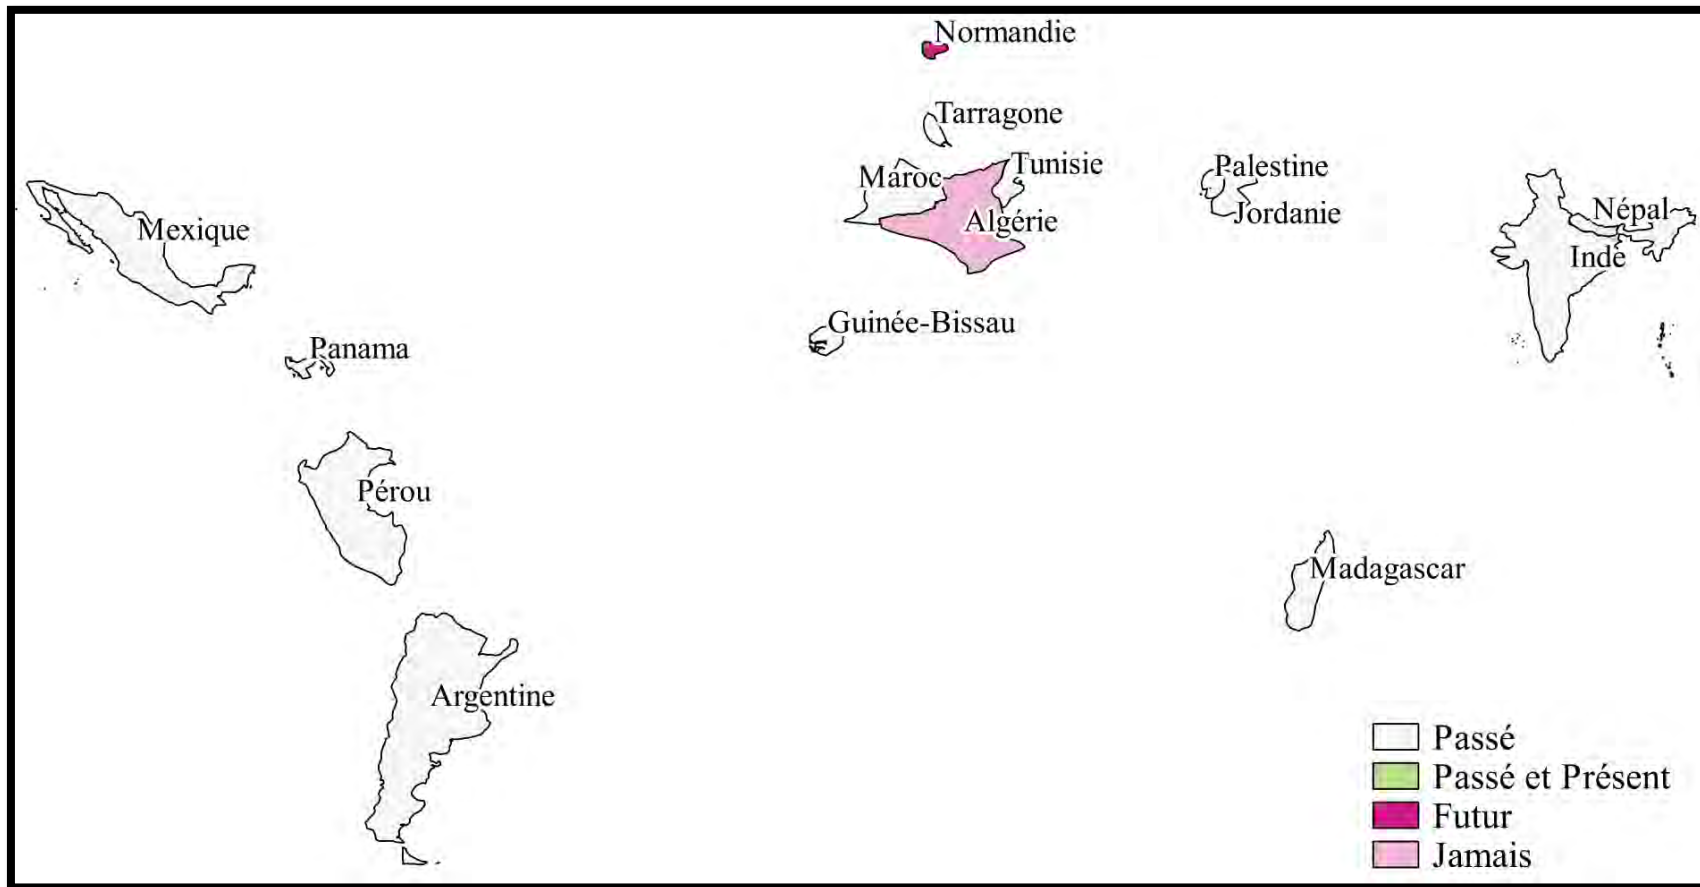 Normandie
Tarragone
Tunisie
Maroc
Algérie
Palestine
Jordanie
Népal
Inde
Mexique
Guinée-Bissau
Panama
Pérou
Madagascar
Argentine
Passé
Passé et Présent
Futur
Jamais